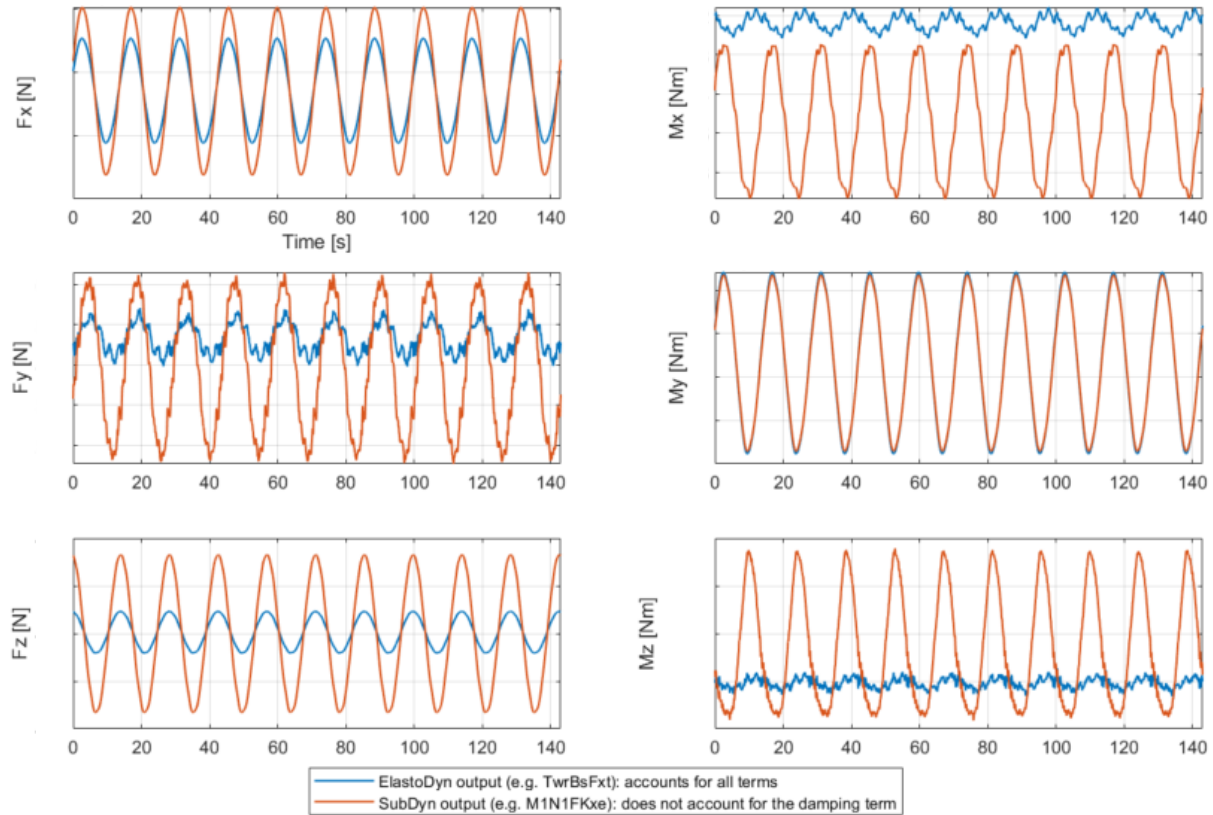 Fx [N]
0 20 40 60 80 100 120 140
Time [s]
Mx [Nm]
0 20 40 60 80 100 120 140
Fy [N]
0 20 40 60 80 100 120 140
My [Nm]
0 20 40 60 80 100 120 140
Fz [N]
0 20 40 60 80 100 120 140
Mz [Nm]
0 20 40 60 80 100 120 140
ElastoDyn output (e.g. TwrBsFxt): accounts for all terms
SubDyn output (e.g. M1N1FKxe): does not account for the damping term